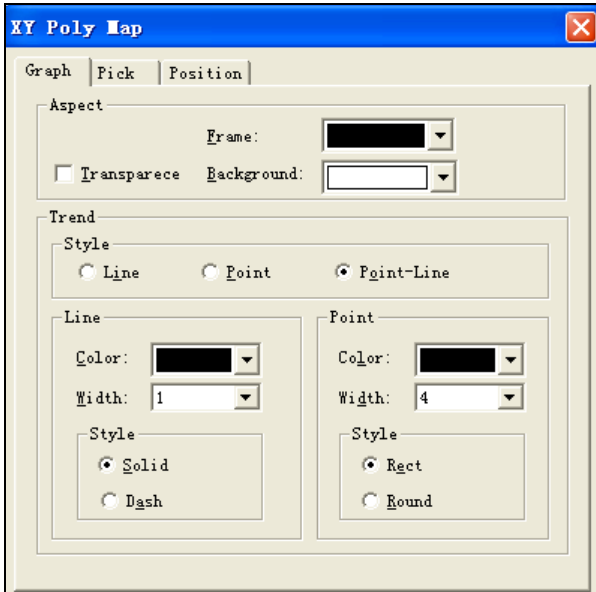 XY Poly Map
Graph Pick Position
Aspect
Frame:
Transparece Background:
Trend
Style
Line Point Point-Line
Line Point
Color: Color:
Width: 1 Width: 4
Style Style
Solid Rect
Dash Round